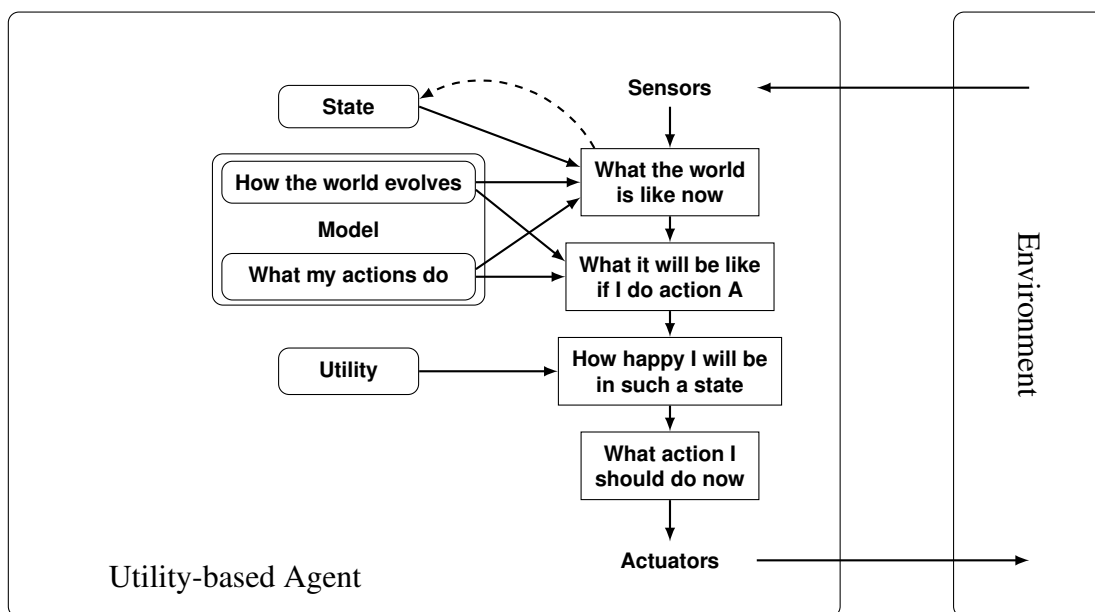 Sensors
State
What the world
is like now
How the world evolves
Model
What my actions do
What it will be like
if I do action A
Utility
How happy I will be
in such a state
What action I
should do now
Actuators
Utility-based Agent
Environment